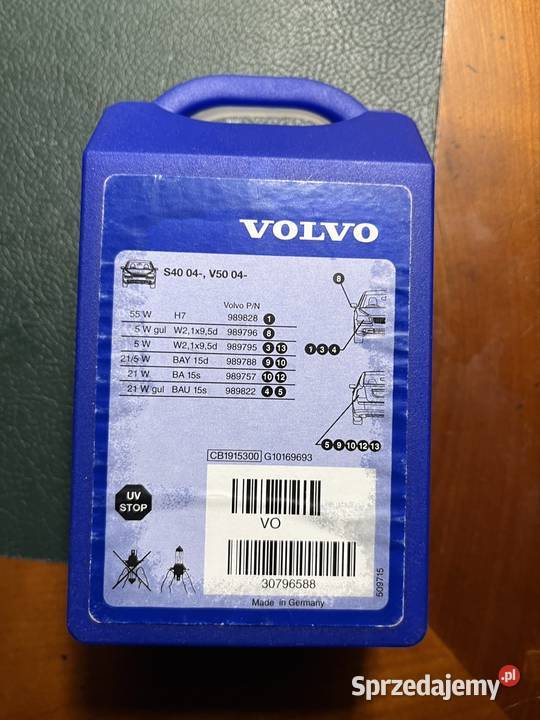 VOLVO
S40 04-, V50 04-
8
Volvo P/N
55 W H7 989828 1
5 W gul W2,1x9,5d 989796 8
5 W W2,1x9,5d 989795 3 13
21/5 W BAY 15d 989788 9 10
21 W BA 15s 989757 10 12
21 W gul BAU 15s 989822 4 5
1 3 4
5 9 10 12 13
CB1915300 G10169693
UV
STOP
VO
30796588
Made in Germany
509715
Sprzedajemy.pl